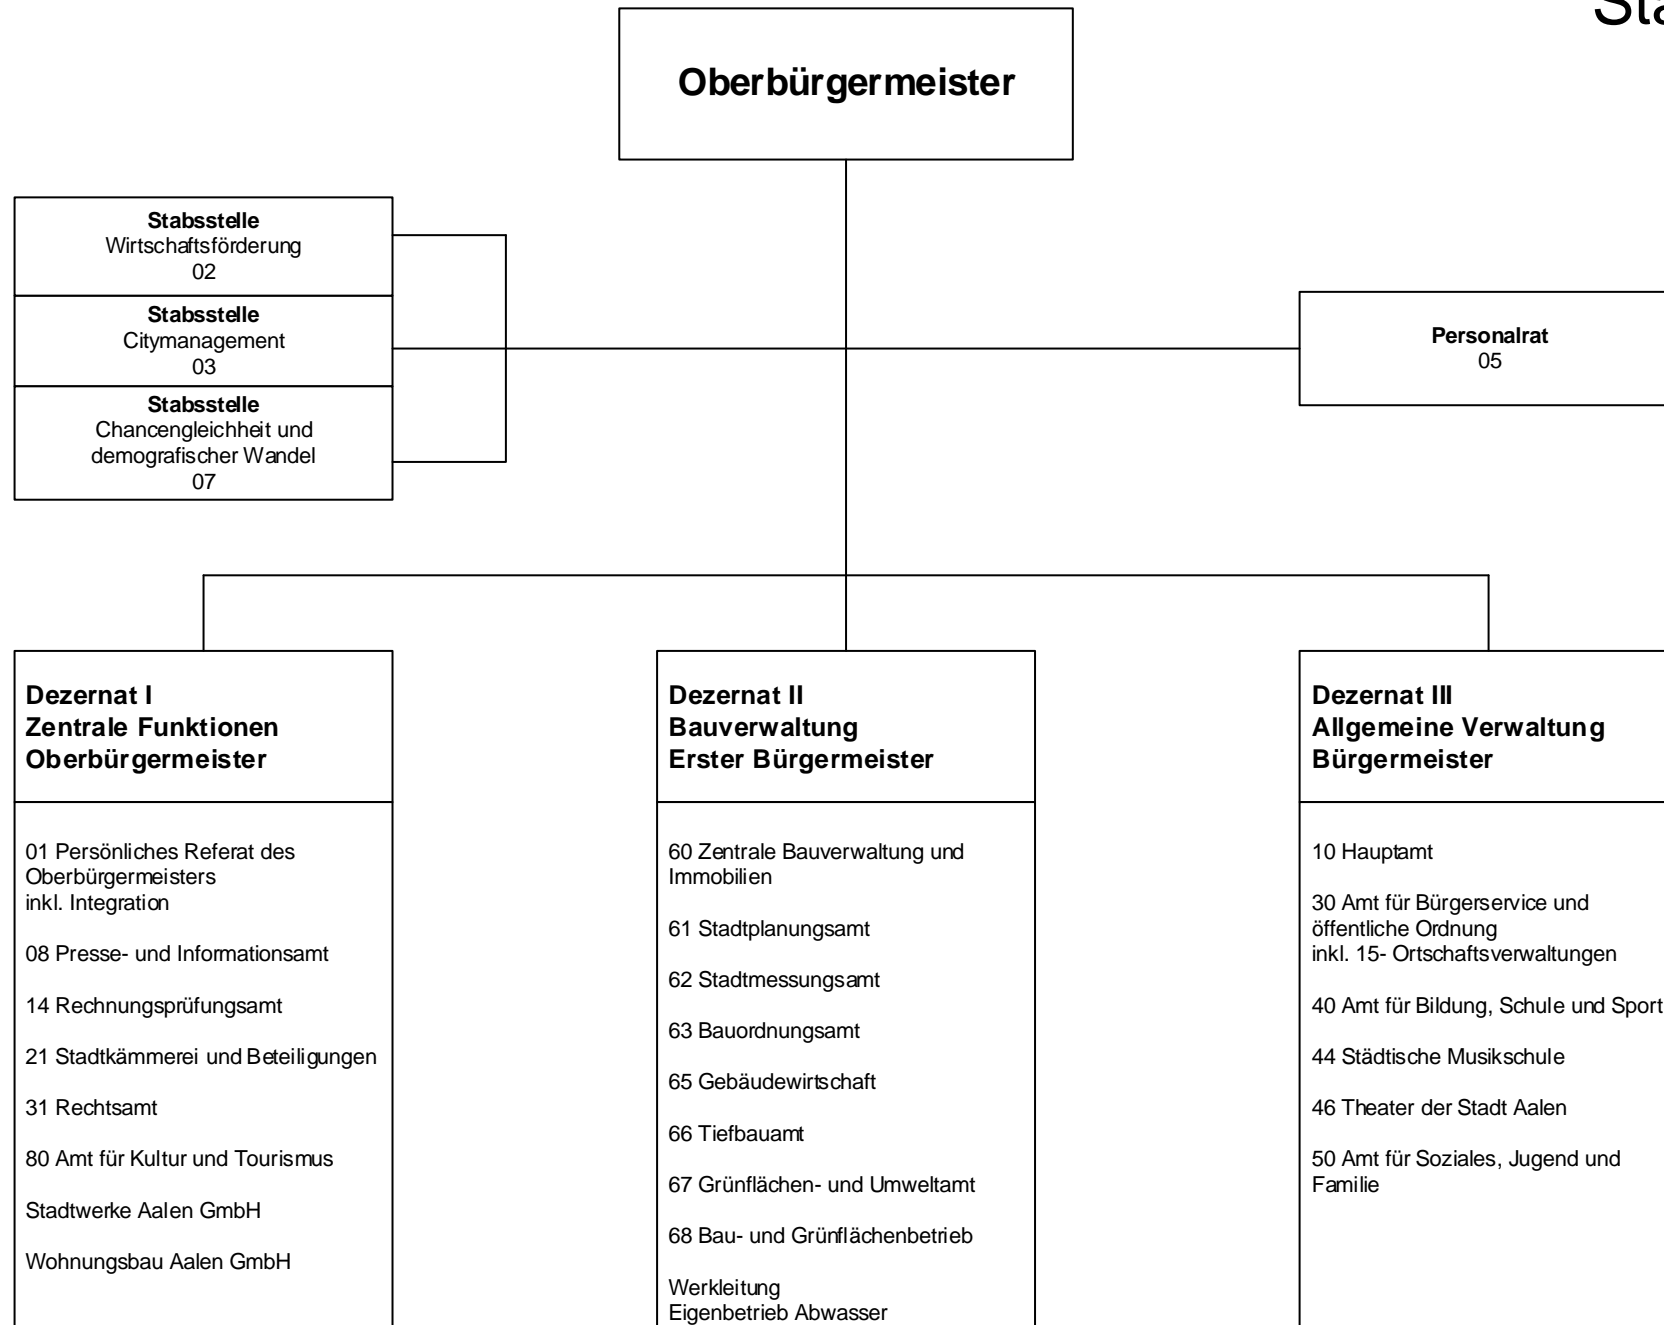 Oberbürgermeister
Stabsstelle
Wirtschaftsförderung
02
Stabsstelle
Citymanagement
03
Stabsstelle
Chancengleichheit und
demografischer Wandel
07
Personalrat
05
Dezernat I
Zentrale Funktionen
Oberbürgermeister
01 Persönliches Referat des
Oberbürgermeisters
inkl. Integration
08 Presse- und Informationsamt
14 Rechnungsprüfungsamt
21 Stadtkämmerei und Beteiligungen
31 Rechtsamt
80 Amt für Kultur und Tourismus
Stadtwerke Aalen GmbH
Wohnungsbau Aalen GmbH
Dezernat II
Bauverwaltung
Erster Bürgermeister
60 Zentrale Bauverwaltung und
Immobilien
61 Stadtplanungsamt
62 Stadtmessungsamt
63 Bauordnungsamt
65 Gebäudewirtschaft
66 Tiefbauamt
67 Grünflächen- und Umweltamt
68 Bau- und Grünflächenbetrieb
Werkleitung
Eigenbetrieb Abwasser
Dezernat III
Allgemeine Verwaltung
Bürgermeister
10 Hauptamt
30 Amt für Bürgerservice und
öffentliche Ordnung
inkl. 15- Ortschaftsverwaltungen
40 Amt für Bildung, Schule und Sport
44 Städtische Musikschule
46 Theater der Stadt Aalen
50 Amt für Soziales, Jugend und
Familie